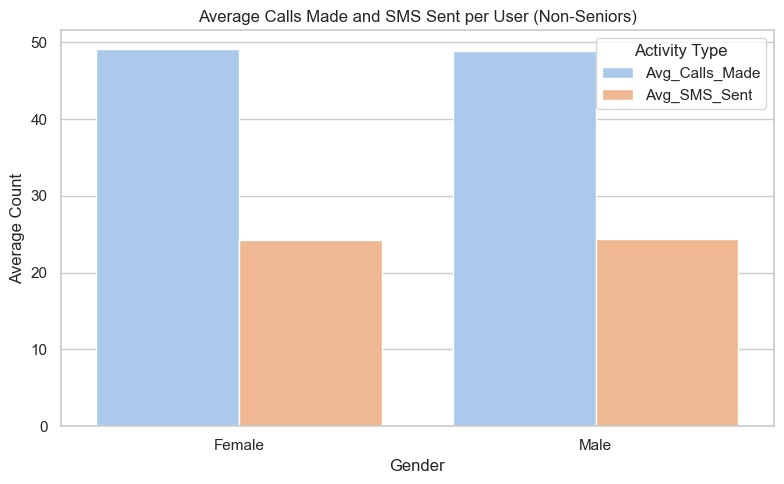 Average Calls Made and SMS Sent per User (Non-Seniors)
Activity Type
Avg_Calls_Made
Avg_SMS_Sent
50
40
30
20
10
0
Average Count
Female
Male
Gender